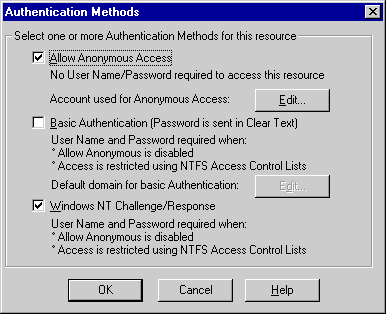 Authentication Methods
Select one or more Authentication Methods for this resource
Allow Anonymous Access
No User Name/Password required to access this resource
Account used for Anonymous Access:
Edit...
Basic Authentication (Password is sent in Clear Text)
User Name and Password required when:
* Allow Anonymous is disabled
* Access is restricted using NTFS Access Control Lists
Default domain for basic Authentication:
Edit...
Windows NT Challenge/Response
User Name and Password required when:
* Allow Anonymous is disabled
* Access is restricted using NTFS Access Control Lists
OK
Cancel
Help